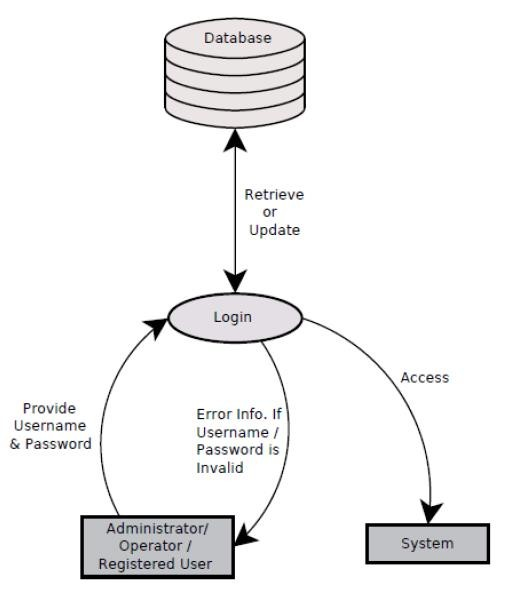 Database
Retrieve
or
Update
Login
Access
Provide
Username
& Password
Error Info. If
Username /
Password is
Invalid
Administrator/
Operator /
Registered User
System